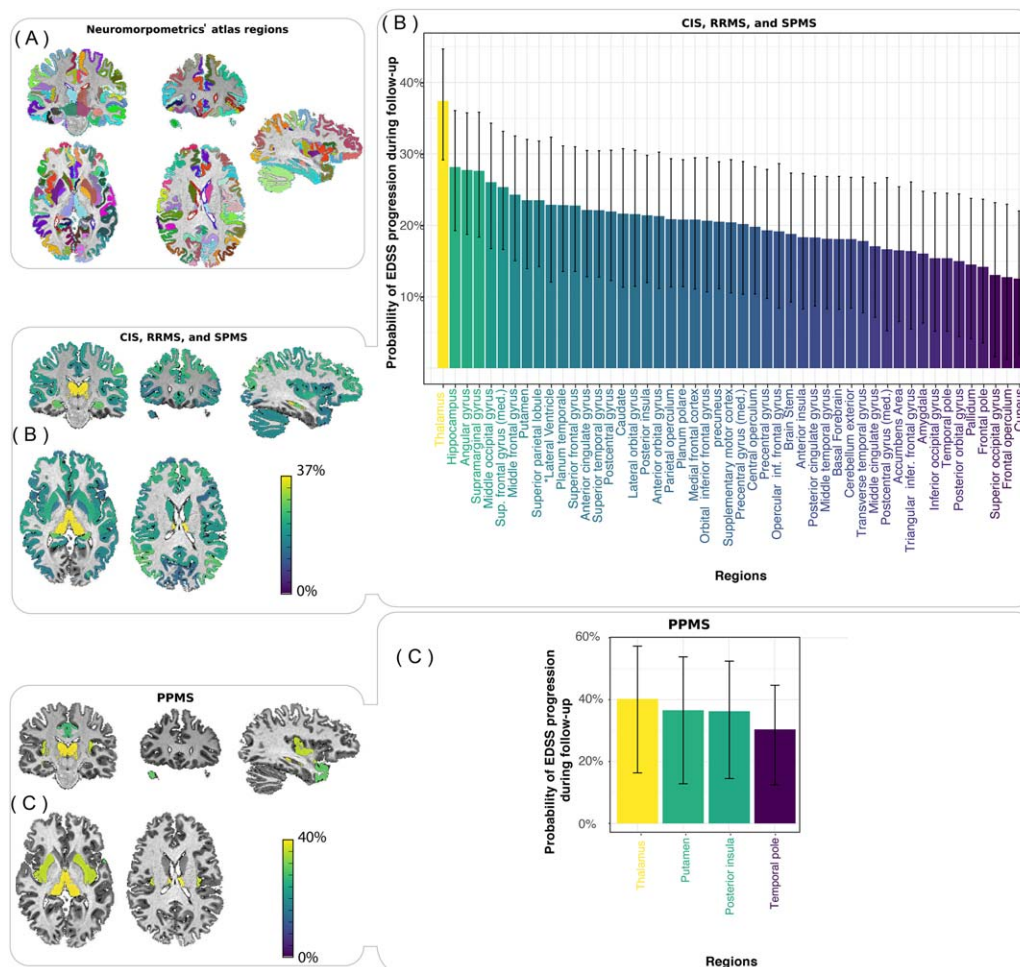 (A)
Neuromorpometrics' atlas regions
(B)
CIS, RRMS, and SPMS
Probability of EDSS progression during follow-up
40%
30%
20%
10%
Thalamus
Hippocampus
Angular gyrus
Supramarginal gyrus
Middle occipital gyrus
Sup. frontal gyrus (med.)
Middle frontal gyrus
Putamen
Superior parietal lobule
*Lateral Ventricle
Planum temporale
Superior frontal gyrus
Anterior cingulate gyrus
Superior temporal gyrus
Postcentral gyrus
Caudate
Lateral orbital gyrus
Posterior insula
Anterior orbital gyrus
Parietal operculum
Planum polare
Medial frontal cortex
Orbital inferior frontal gyrus
precuneus
Supplementary motor cortex
Precentral gyrus (med.)
Central operculum
Precentral gyrus
Opercular inf. frontal gyrus
Brain Stem
Anterior insula
Posterior cingulate gyrus
Middle temporal gyrus
Basal Forebrain
Cerebellum exterior
Transverse temporal gyrus
Middle cingulate gyrus
Postcentral gyrus (med.)
Accumbens Area
Triangular infer. frontal gyrus
Amygdala
Inferior occipital gyrus
Temporal pole
Posterior orbital gyrus
Pallidum
Frontal pole
Superior occipital gyrus
Frontal operculum
Cuneus
Regions
CIS, RRMS, and SPMS
(B)
37%
0%
PPMS
(C)
60%
40%
20%
0%
Probability of EDSS progression
during follow-up
Thalamus
Putamen
Posterior insula
Temporal pole
Regions
PPMS
(C)
40%
0%